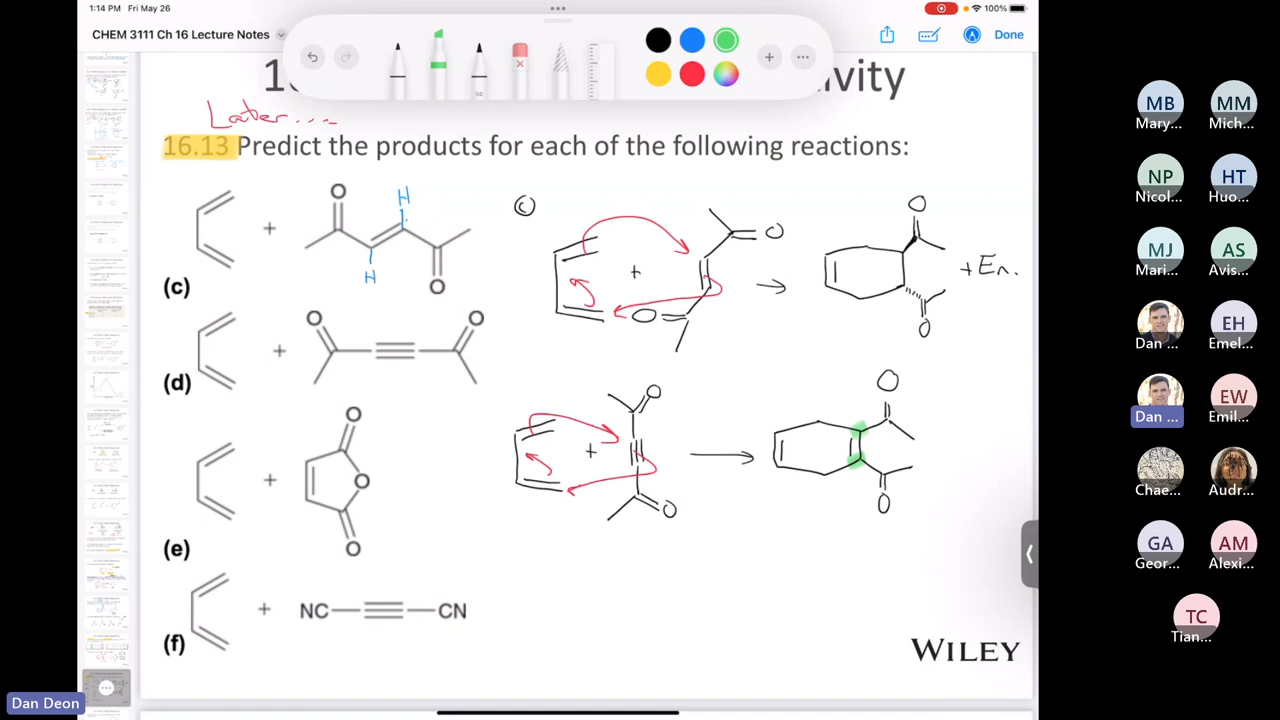 1:14 PM Fri May 26
100%
CHEM 3111 Ch 16 Lecture Notes
Done
Later...
16.13 Predict the products for each of the following reactions:
(c)
+
O
O
H
H
C
+
O
O
O
O
+ En.
(d)
+
O
O
+
O
O
O
O
(e)
+
O
O
O
(f)
+
NC
CN
WILEY
MB
Mary...
MM
Mich...
NP
Nicol...
HT
Huo...
MJ
Mari...
AS
Avis...
Dan ...
EH
Emel...
Dan ...
EW
Emil...
Chae...
Audr...
GA
Geor...
AM
Alexi...
TC
Tian...
Dan Deon